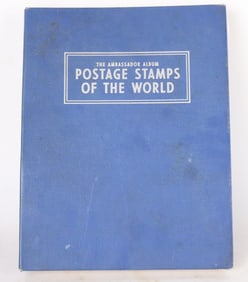 THE AMBASSADOR ALBUM
POSTAGE STAMPS
OF THE WORLD